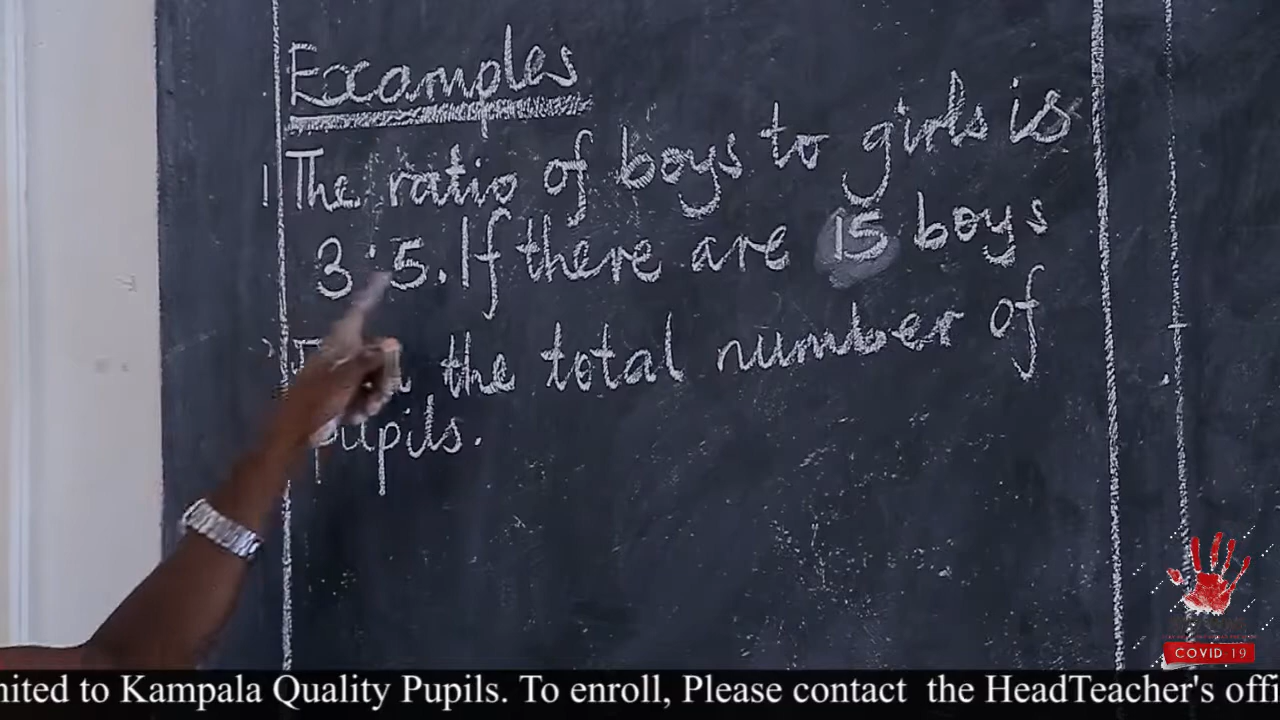 Examples
1 The ratio of boys to girls is
3:5. If there are 15 boys
the total number of
pupils.
COVID-19
nited to Kampala Quality Pupils. To enroll, Please contact the HeadTeacher's offi